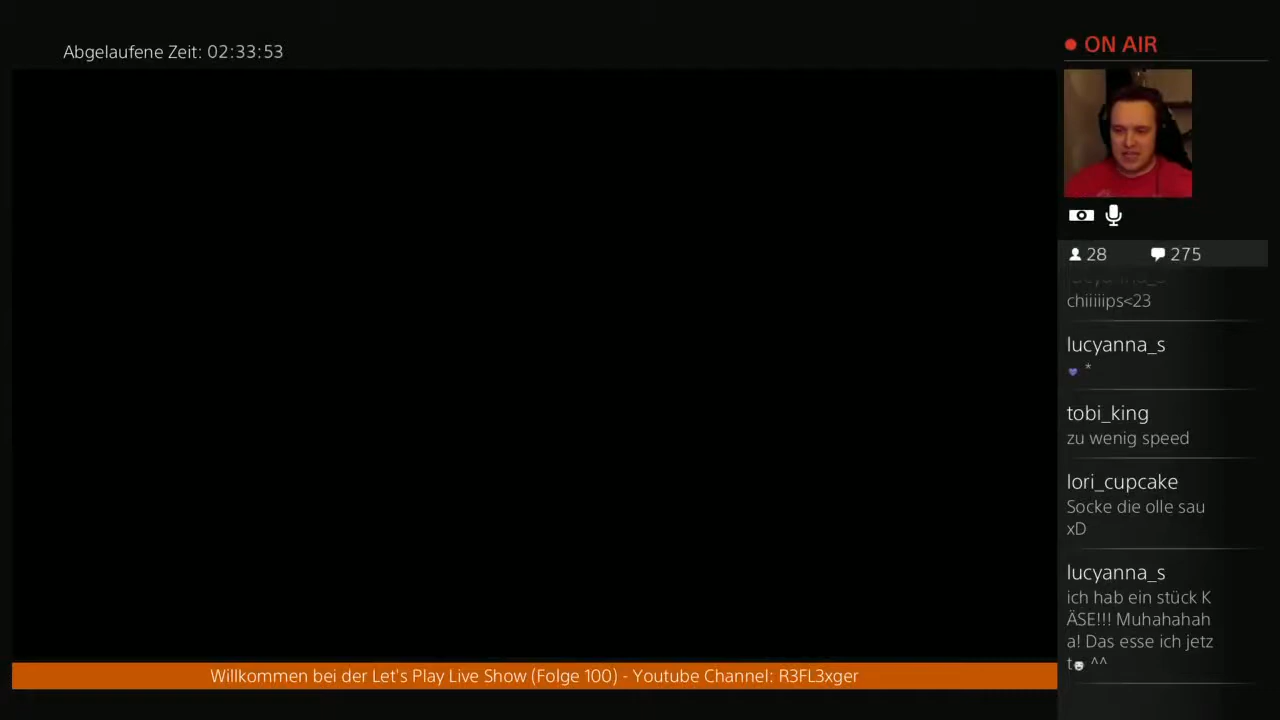 Abgelaufene Zeit: 02:33:53
ON AIR
28 275
chiiiiips<23
lucyanna_s
*
tobi_king
zu wenig speed
lori_cupcake
Socke die olle sau
xD
lucyanna_s
ich hab ein stück K
ÄSE!!! Muhahahah
a! Das esse ich jetz
t ^^
Willkommen bei der Let's Play Live Show (Folge 100) - Youtube Channel: R3FL3xger